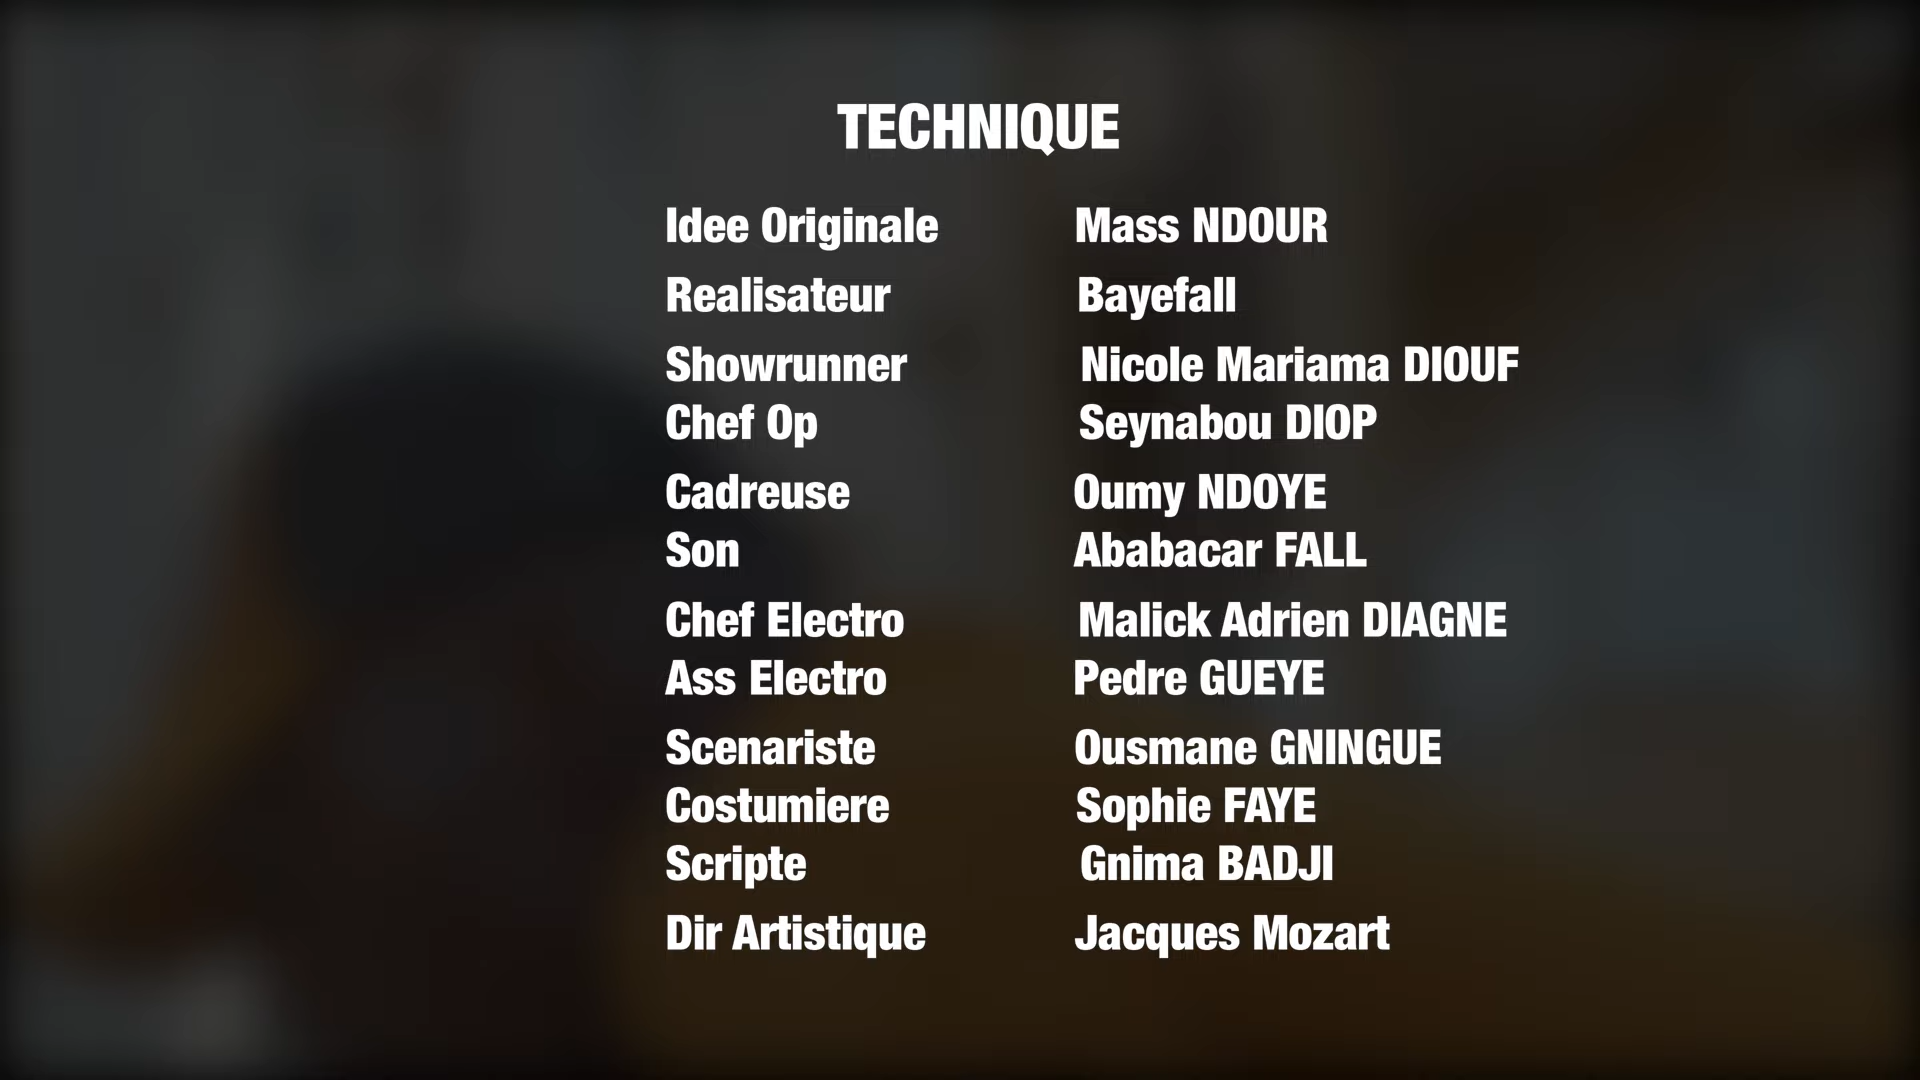 TECHNIQUE
Idee Originale Mass NDOUR
Realisateur Bayefall
Showrunner Nicole Mariama DIOUF
Chef Op Seynabou DIOP
Cadreuse Oumy NDOYE
Son Ababacar FALL
Chef Electro Malick Adrien DIAGNE
Ass Electro Pedre GUEYE
Scenariste Ousmane GNINGUE
Costumiere Sophie FAYE
Scripte Gnima BADJI
Dir Artistique Jacques Mozart